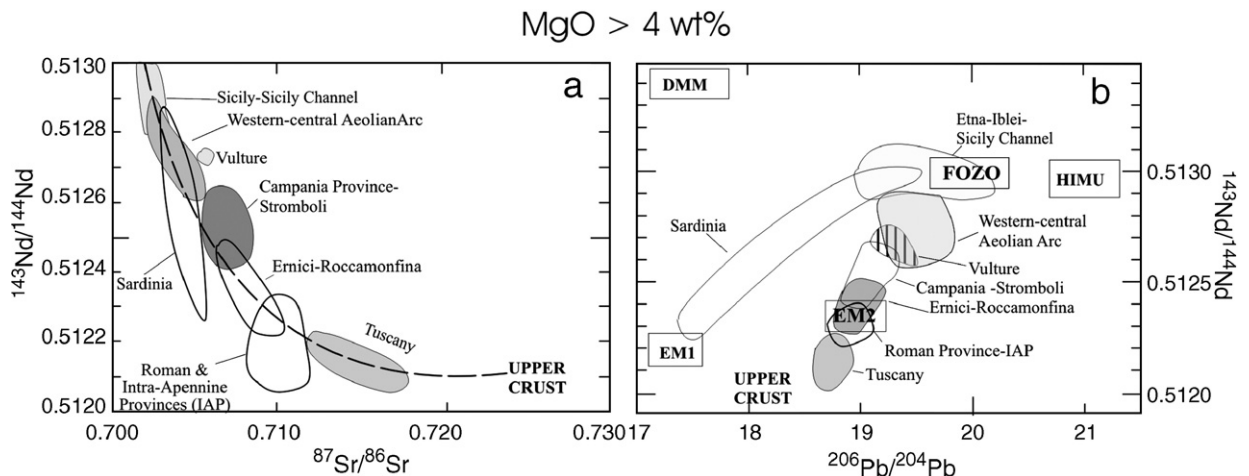 MgO > 4 wt%
a
0.5130
0.5128
0.5126
0.5124
0.5122
0.5120
143Nd/144Nd
Sicily-Sicily Channel
Western-central AeolianArc
Vulture
Campania Province-
Stromboli
Ernici-Roccamonfina
Sardinia
Tuscany
Roman &
Intra-Apennine
Provinces (IAP)
UPPER
CRUST
0.700
0.710
0.720
0.730
87Sr/86Sr
b
DMM
Etna-Iblei-
Sicily Channel
FOZO
HIMU
Sardinia
Western-central
Aeolian Arc
Vulture
Campania -Stromboli
Ernici-Roccamonfina
EM2
EM1
Roman Province-IAP
Tuscany
UPPER
CRUST
0.5130
0.5125
0.5120
143Nd/144Nd
17
18
19
20
21
206Pb/204Pb